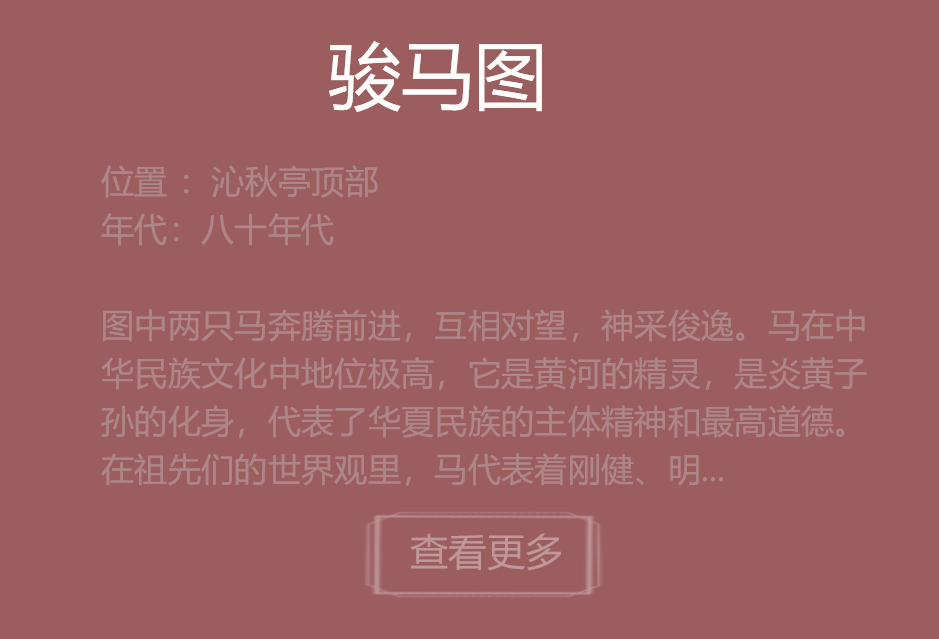 骏马图
位置 ：沁秋亭顶部
年代：八十年代
图中两只马奔腾前进，互相对望，神采俊逸。马在中
华民族文化中地位极高，它是黄河的精灵，是炎黄子
孙的化身，代表了华夏民族的主体精神和最高道德。
在祖先们的世界观里，马代表着刚健、明...
查看更多